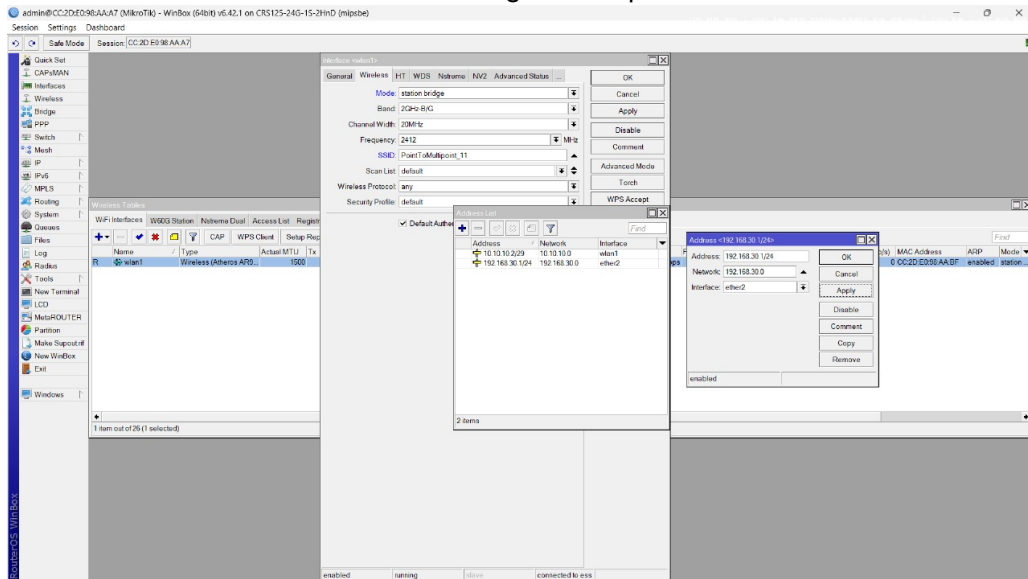 admin@CC:2D:E0:98:AA:A7 (MikroTik) - WinBox (64bit) v6.42.1 on CRS125-24G-1S-2HnD (mipsbe)
Session Settings Dashboard
Safe Mode Session: CC:2D:E0:98:AA:A7
Quick Set
CAPsMAN
Interfaces
Wireless
Bridge
PPP
Switch
Mesh
IP
IPv6
MPLS
Routing
System
Queues
Files
Log
Radius
Tools
New Terminal
LCD
MetaROUTER
Partition
Make Supout.rif
New WinBox
Exit
Windows
RouterOS WinBox
Wireless Tables
WiFi Interfaces W60G Station Nstreme Dual Access List Registr
CAP WPS Client Setup Rep
Name Type Actual MTU Tx
R wlan1 Wireless (Atheros AR9... 1500
1 item out of 26 (1 selected)
Interface <wlan1>
General Wireless HT WDS Nstreme NV2 Advanced Status ...
Mode: station bridge
Band: 2GHz-B/G
Channel Width: 20MHz
Frequency: 2412 MHz
SSID: PointToMultipoint_11
Scan List: default
Wireless Protocol: any
Security Profile: default
Default Authen
OK
Cancel
Apply
Disable
Comment
Advanced Mode
Torch
WPS Accept
enabled running slave connected to ess
Address List
Find
Address Network Interface
10.10.10.2/29 10.10.10.0 wlan1
192.168.30.1/24 192.168.30.0 ether2
2 items
Address <192.168.30.1/24>
Address: 192.168.30.1/24
Network: 192.168.30.0
Interface: ether2
OK
Cancel
Apply
Disable
Comment
Copy
Remove
enabled
Find
MAC Address ARP Mode
0 CC:2D:E0:98:AA:BF enabled station ...